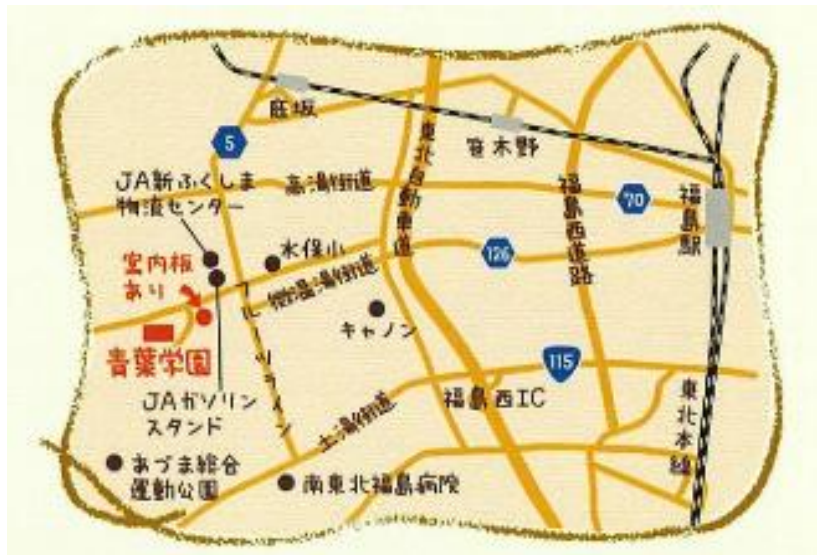 庭坂
5
笹木野
東北自動車道
JA新ふくしま
物流センター
高湯街道
福島西道路
70
福島駅
水保小
126
案内板
あり
微温湯街道
フルーツライン
キャノン
青葉学園
115
JAガソリン
スタンド
土湯街道
福島西IC
東北本線
あづま総合
運動公園
南東北福島病院